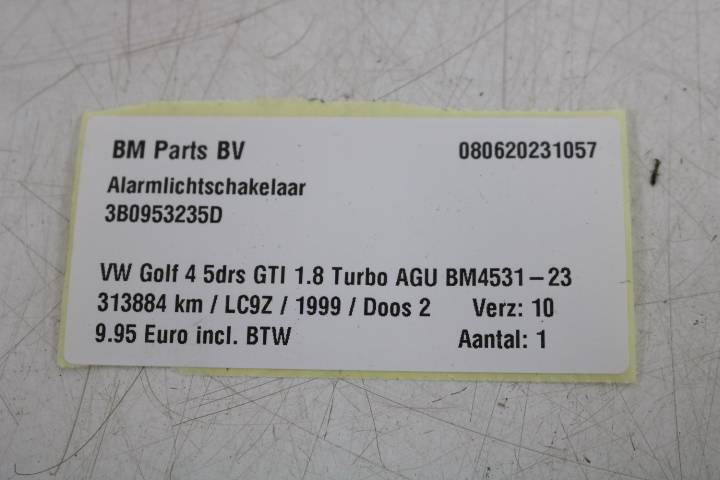 BM Parts BV 080620231057
Alarmlichtschakelaar
3B0953235D
VW Golf 4 5drs GTI 1.8 Turbo AGU BM4531-23
313884 km / LC9Z / 1999 / Doos 2 Verz: 10
9.95 Euro incl. BTW Aantal: 1